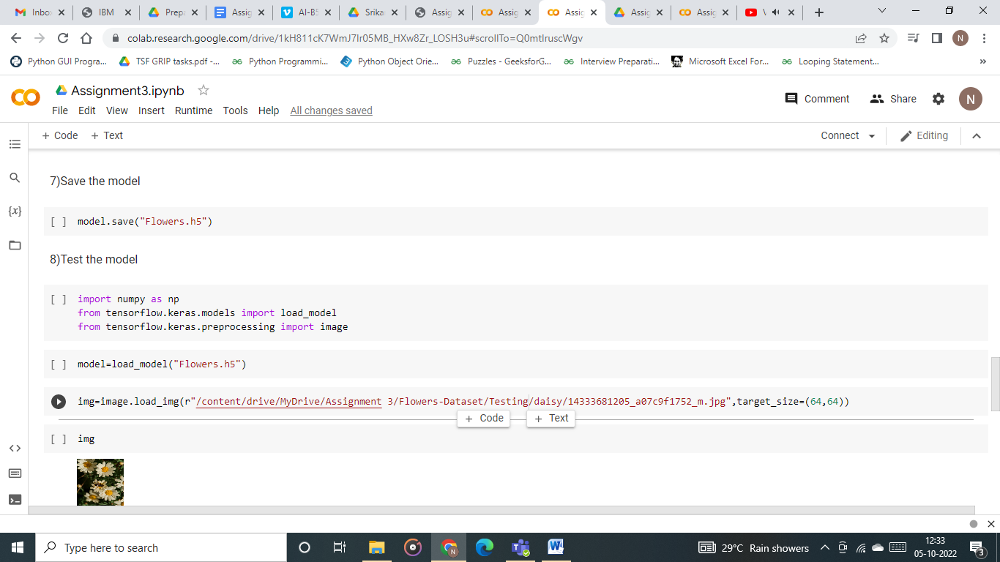 Inbo
IBM
Prepa
Assig
AI-B5
Srika
Assig
Assig
Assig
Assig
Assig
colab.research.google.com/drive/1kH811cK7WmJ7lr05MB_HXw8Zr_LOSH3u#scrollTo=Q0mtlruscWgv
N
Python GUI Progra...
TSF GRIP tasks.pdf -...
Python Programmi...
Python Object Orie...
Puzzles - GeeksforG...
Interview Preparati...
Microsoft Excel For...
Looping Statement...
»
Assignment3.ipynb
File Edit View Insert Runtime Tools Help All changes saved
Comment
Share
N
+ Code + Text
Connect
Editing
{x}
7)Save the model
[ ] model.save("Flowers.h5")
8)Test the model
[ ] import numpy as np
from tensorflow.keras.models import load_model
from tensorflow.keras.preprocessing import image
[ ] model=load_model("Flowers.h5")
img=image.load_img(r"/content/drive/MyDrive/Assignment 3/Flowers-Dataset/Testing/daisy/14333681205_a07c9f1752_m.jpg",target_size=(64,64))
+ Code + Text
[ ] img
Type here to search
29°C Rain showers
12:33
05-10-2022
3